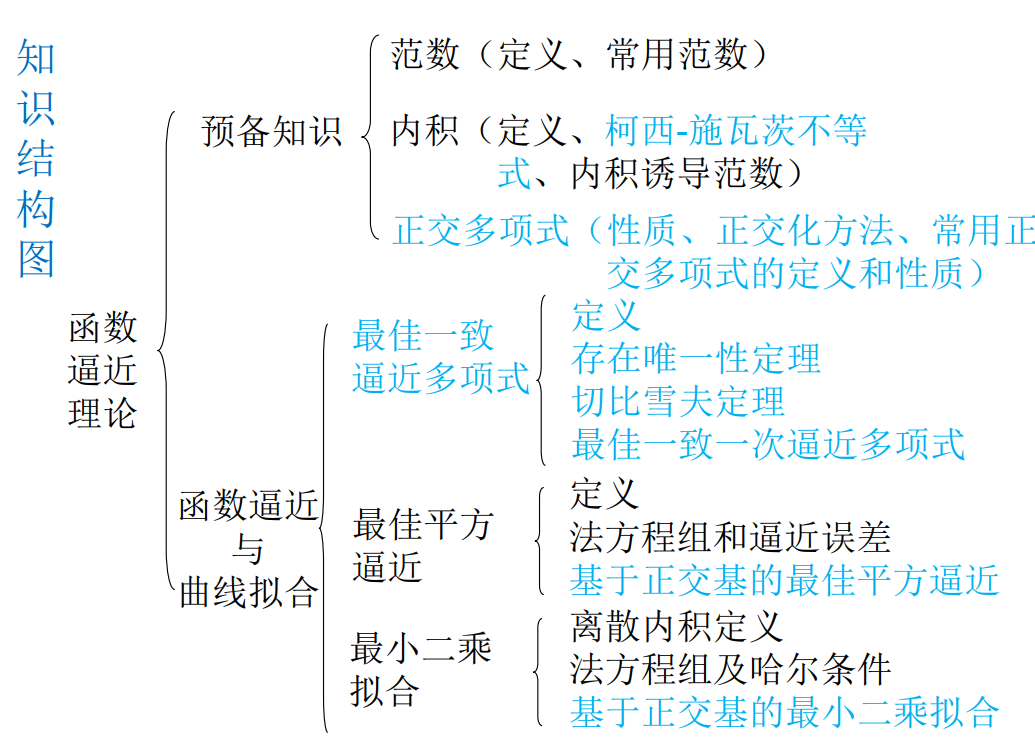 知识结构图
函数
逼近
理论
预备知识
范数（定义、常用范数）
内积（定义、柯西-施瓦茨不等
式、内积诱导范数）
正交多项式（性质、正交化方法、常用正
交多项式的定义和性质）
函数逼近
与
曲线拟合
最佳一致
逼近多项式
定义
存在唯一性定理
切比雪夫定理
最佳一致一次逼近多项式
最佳平方
逼近
定义
法方程组和逼近误差
基于正交基的最佳平方逼近
最小二乘
拟合
离散内积定义
法方程组及哈尔条件
基于正交基的最小二乘拟合